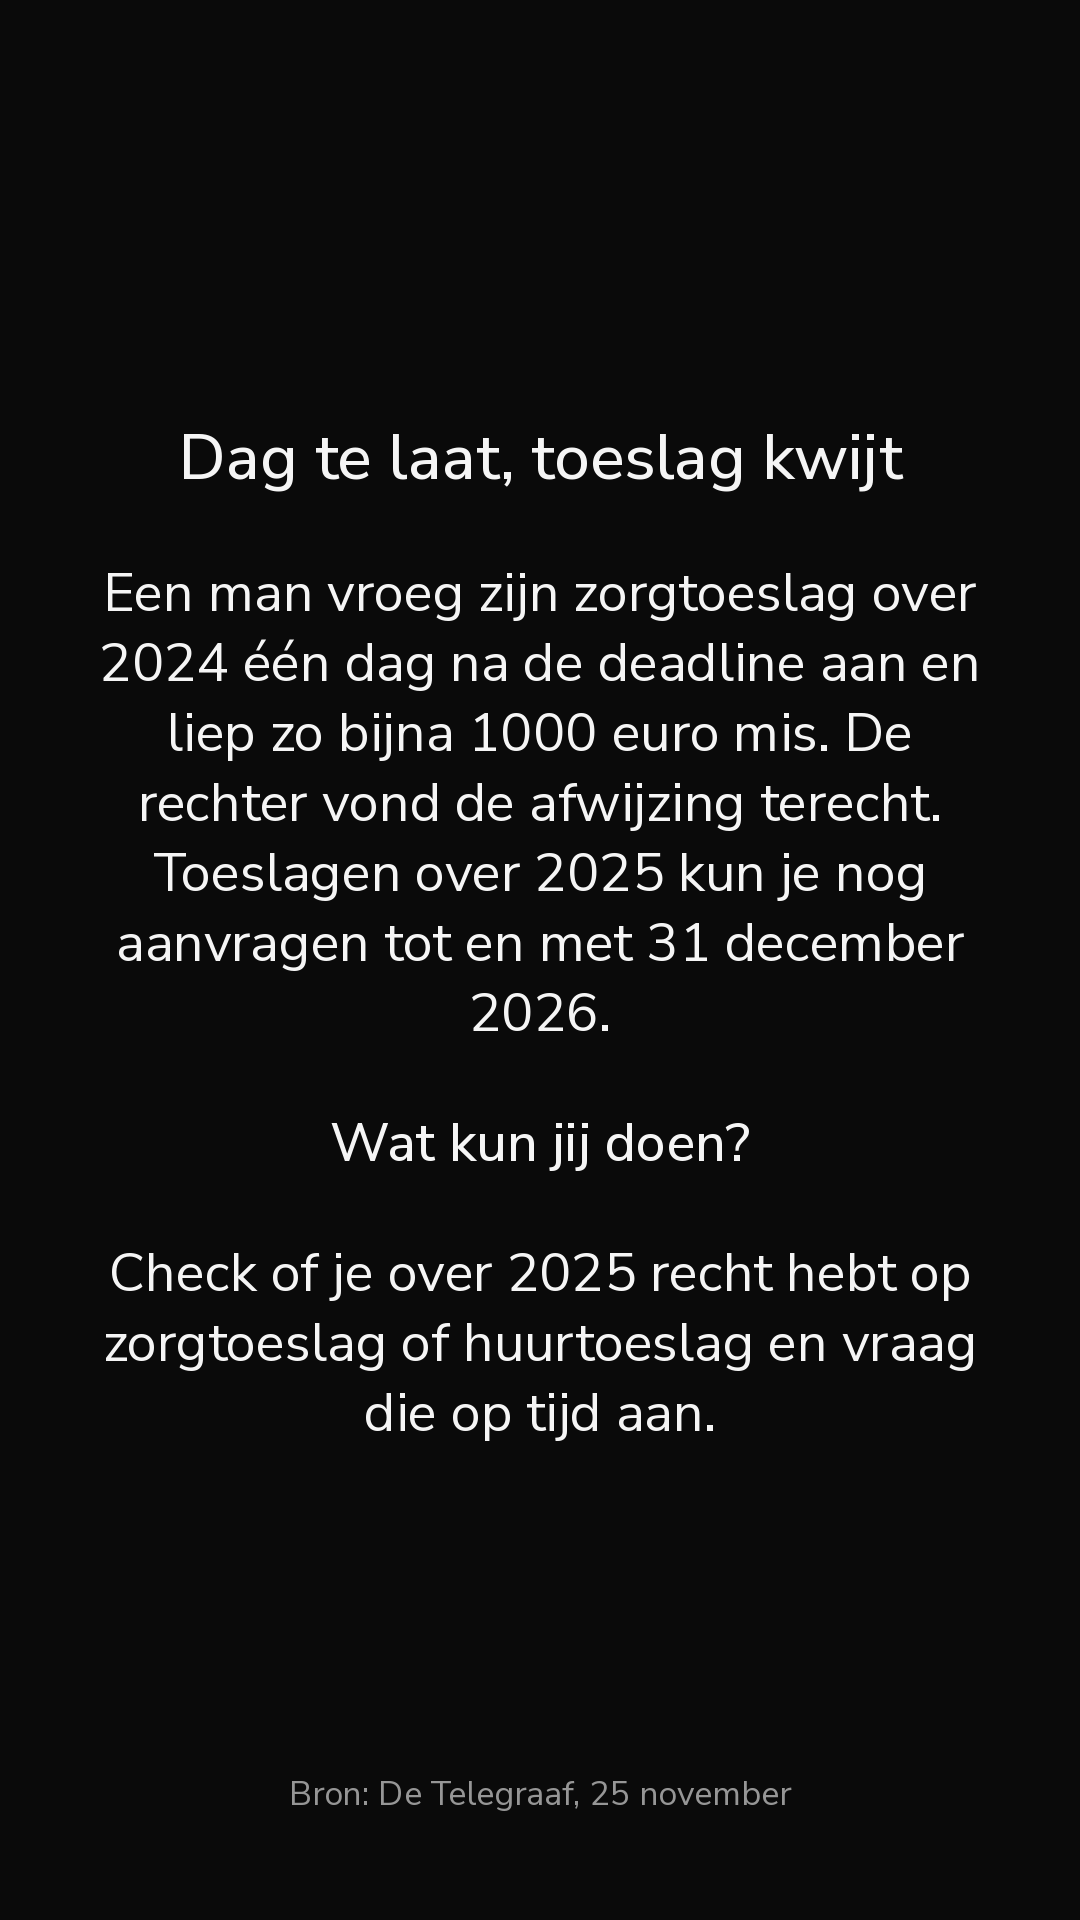 Dag te laat, toeslag kwijt
Een man vroeg zijn zorgtoeslag over
2024 één dag na de deadline aan en
liep zo bijna 1000 euro mis. De
rechter vond de afwijzing terecht.
Toeslagen over 2025 kun je nog
aanvragen tot en met 31 december
2026.
Wat kun jij doen?
Check of je over 2025 recht hebt op
zorgtoeslag of huurtoeslag en vraag
die op tijd aan.
Bron: De Telegraaf, 25 november